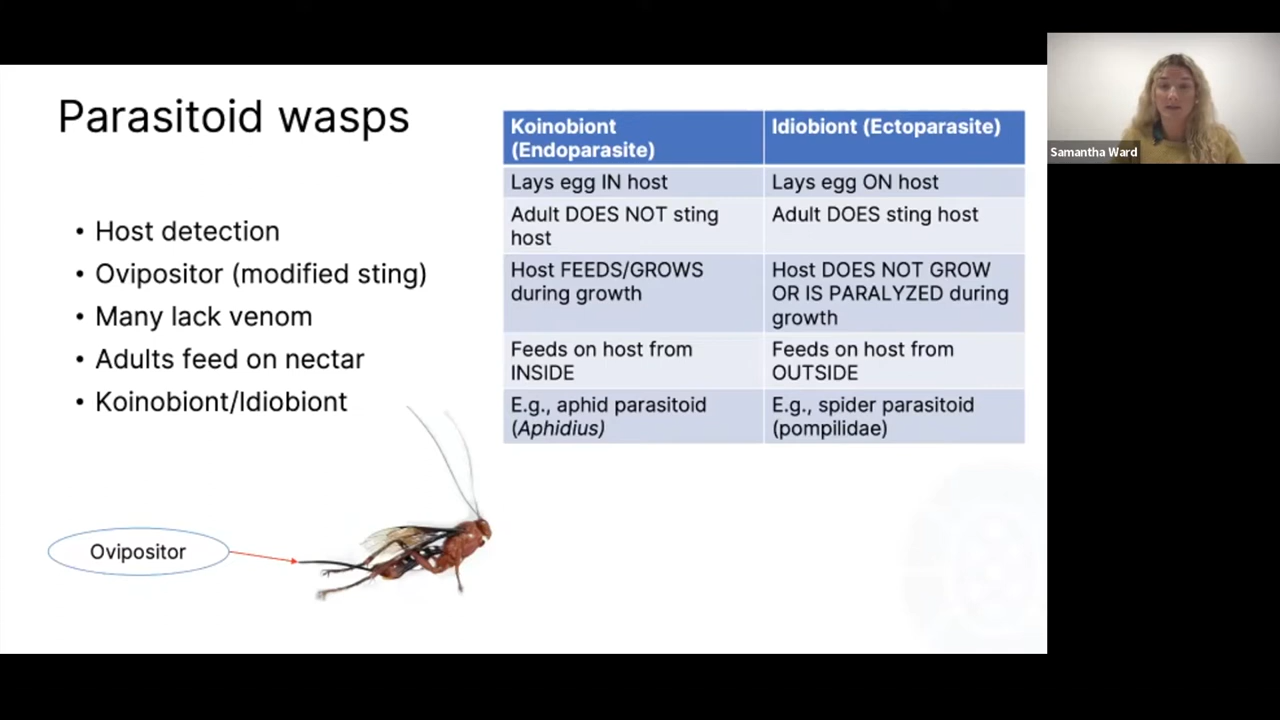 Parasitoid wasps
• Host detection
• Ovipositor (modified sting)
• Many lack venom
• Adults feed on nectar
• Koinobiont/Idiobiont
Ovipositor
Koinobiont
(Endoparasite)
Idiobiont (Ectoparasite)
Lays egg IN host
Lays egg ON host
Adult DOES NOT sting
host
Adult DOES sting host
Host FEEDS/GROWS
during growth
Host DOES NOT GROW
OR IS PARALYZED during
growth
Feeds on host from
INSIDE
Feeds on host from
OUTSIDE
E.g., aphid parasitoid
(Aphidius)
E.g., spider parasitoid
(pompilidae)
Samantha Ward